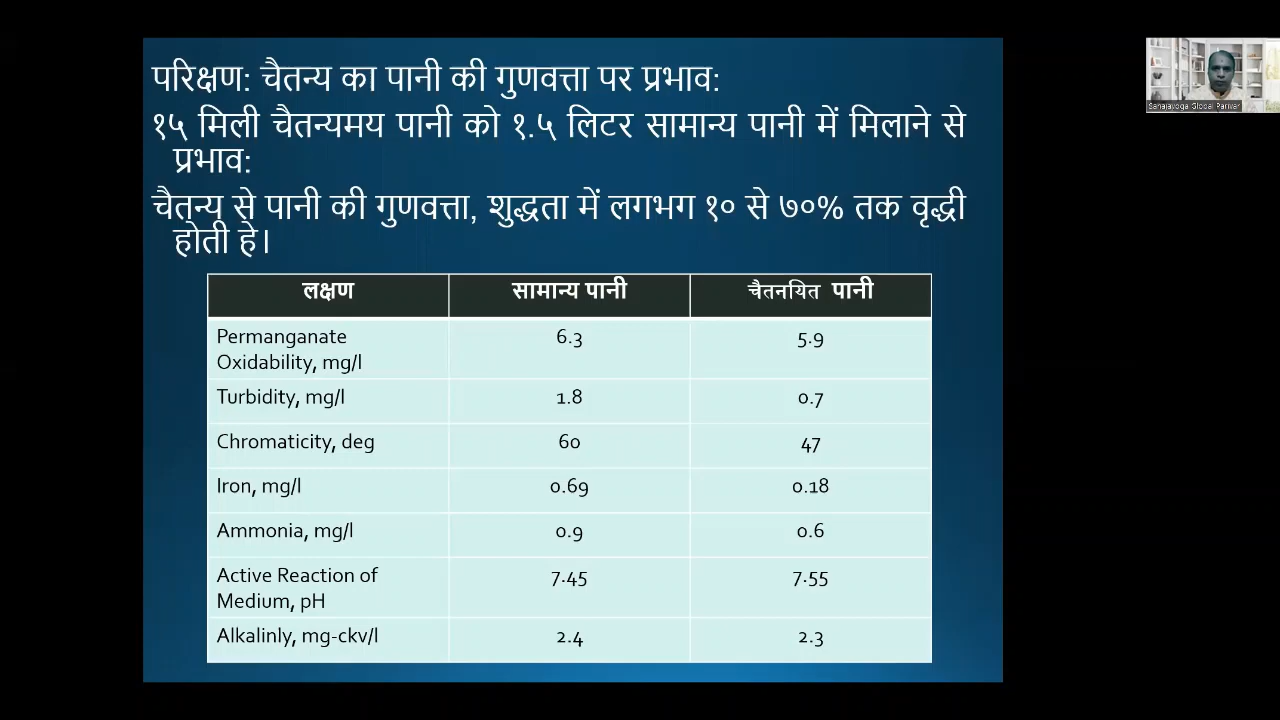 परिक्षण: चैतन्य का पानी की गुणवत्ता पर प्रभाव:
१५ मिली चैतन्यमय पानी को १.५ लिटर सामान्य पानी में मिलाने से
प्रभाव:
चैतन्य से पानी की गुणवत्ता, शुद्धता में लगभग १० से ७०% तक वृद्धी
होती हे।
लक्षण सामान्य पानी चैतनयित पानी
Permanganate
Oxidability, mg/l 6.3 5.9
Turbidity, mg/l 1.8 0.7
Chromaticity, deg 60 47
Iron, mg/l 0.69 0.18
Ammonia, mg/l 0.9 0.6
Active Reaction of
Medium, pH 7.45 7.55
Alkalinly, mg-ckv/l 2.4 2.3
Sahajayoga Global Parivar